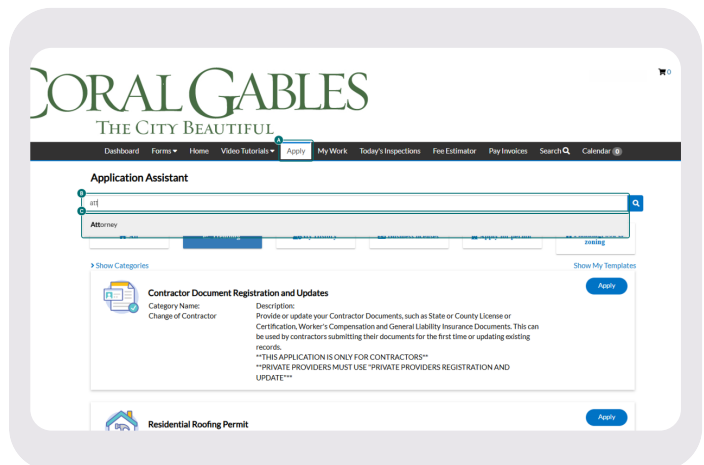 CORAL GABLES
THE CITY BEAUTIFUL
0
A
Dashboard Forms Home Video Tutorials Apply My Work Today's Inspections Fee Estimator Pay Invoices Search Calendar 0
Application Assistant
B
att
C
Attorney
zoning
Show Categories Show My Templates
Contractor Document Registration and Updates
Apply
Category Name: Description:
Change of Contractor Provide or update your Contractor Documents, such as State or County License or
Certification, Worker's Compensation and General Liability Insurance Documents. This can
be used by contractors submitting their documents for the first time or updating existing
records.
**THIS APPLICATION IS ONLY FOR CONTRACTORS**
**PRIVATE PROVIDERS MUST USE "PRIVATE PROVIDERS REGISTRATION AND
UPDATE"**
Residential Roofing Permit
Apply